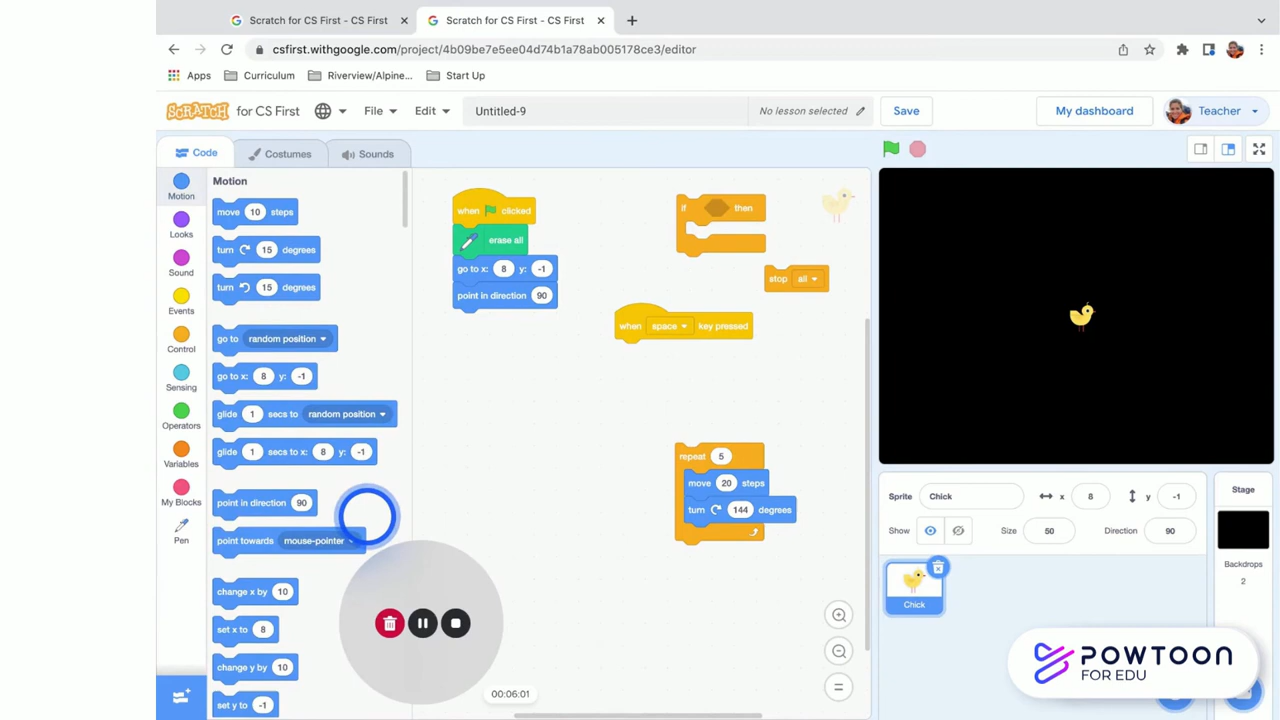 Scratch for CS First - CS First
Scratch for CS First - CS First
csfirst.withgoogle.com/project/4b09be7e5ee04d74b1a78ab005178ce3/editor
Apps Curriculum Riverview/Alpine... Start Up
SCRATCH for CS First File Edit Untitled-9 No lesson selected Save My dashboard Teacher
Code Costumes Sounds
Motion
Looks
Sound
Events
Control
Sensing
Operators
Variables
My Blocks
Pen
Motion
move 10 steps
turn 15 degrees
turn 15 degrees
go to random position
go to x: 8 y: -1
glide 1 secs to random position
glide 1 secs to x: 8 y: -1
point in direction 90
point towards mouse-pointer
change x by 10
set x to 8
change y by 10
set y to -1
when clicked
erase all
go to x: 8 y: -1
point in direction 90
if then
stop all
when space key pressed
repeat 5
move 20 steps
turn 144 degrees
00:06:01
Sprite Chick x 8 y -1
Show Size 50 Direction 90
Chick
Stage
Backdrops
2
POWTOON
FOR EDU